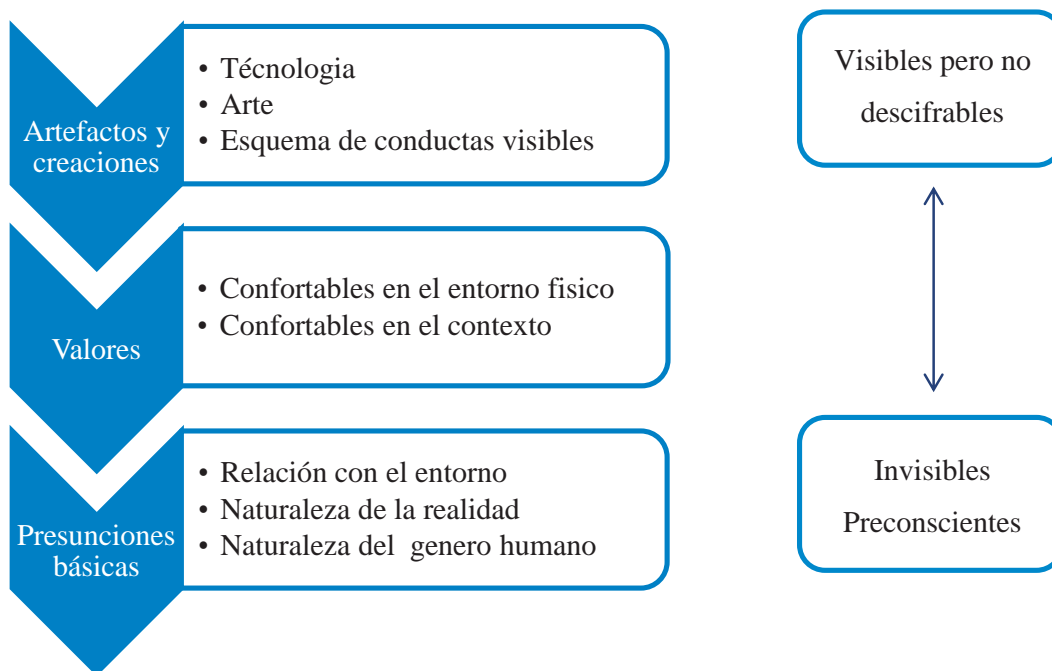 Artefactos y
creaciones
• Técnologia
• Arte
• Esquema de conductas visibles
Visibles pero no
descifrables
Valores
• Confortables en el entorno fisico
• Confortables en el contexto
Presunciones
básicas
• Relación con el entorno
• Naturaleza de la realidad
• Naturaleza del  genero humano
Invisibles
Preconscientes